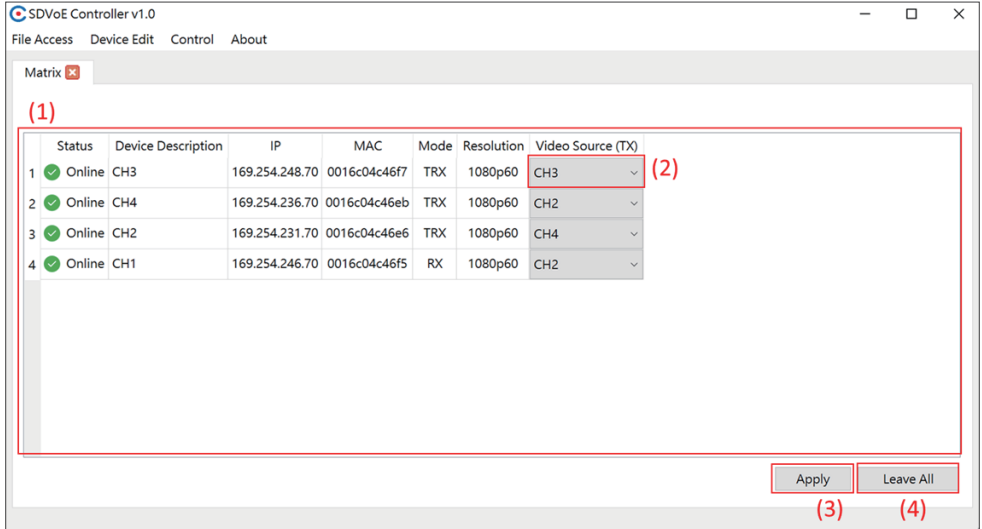 SDVoE Controller v1.0
File Access Device Edit Control About
Matrix
(1)
Status Device Description IP MAC Mode Resolution Video Source (TX)
1 Online CH3 169.254.248.70 0016c04c46f7 TRX 1080p60 CH3 (2)
2 Online CH4 169.254.236.70 0016c04c46eb TRX 1080p60 CH2
3 Online CH2 169.254.231.70 0016c04c46e6 TRX 1080p60 CH4
4 Online CH1 169.254.246.70 0016c04c46f5 RX 1080p60 CH2
Apply Leave All
(3) (4)